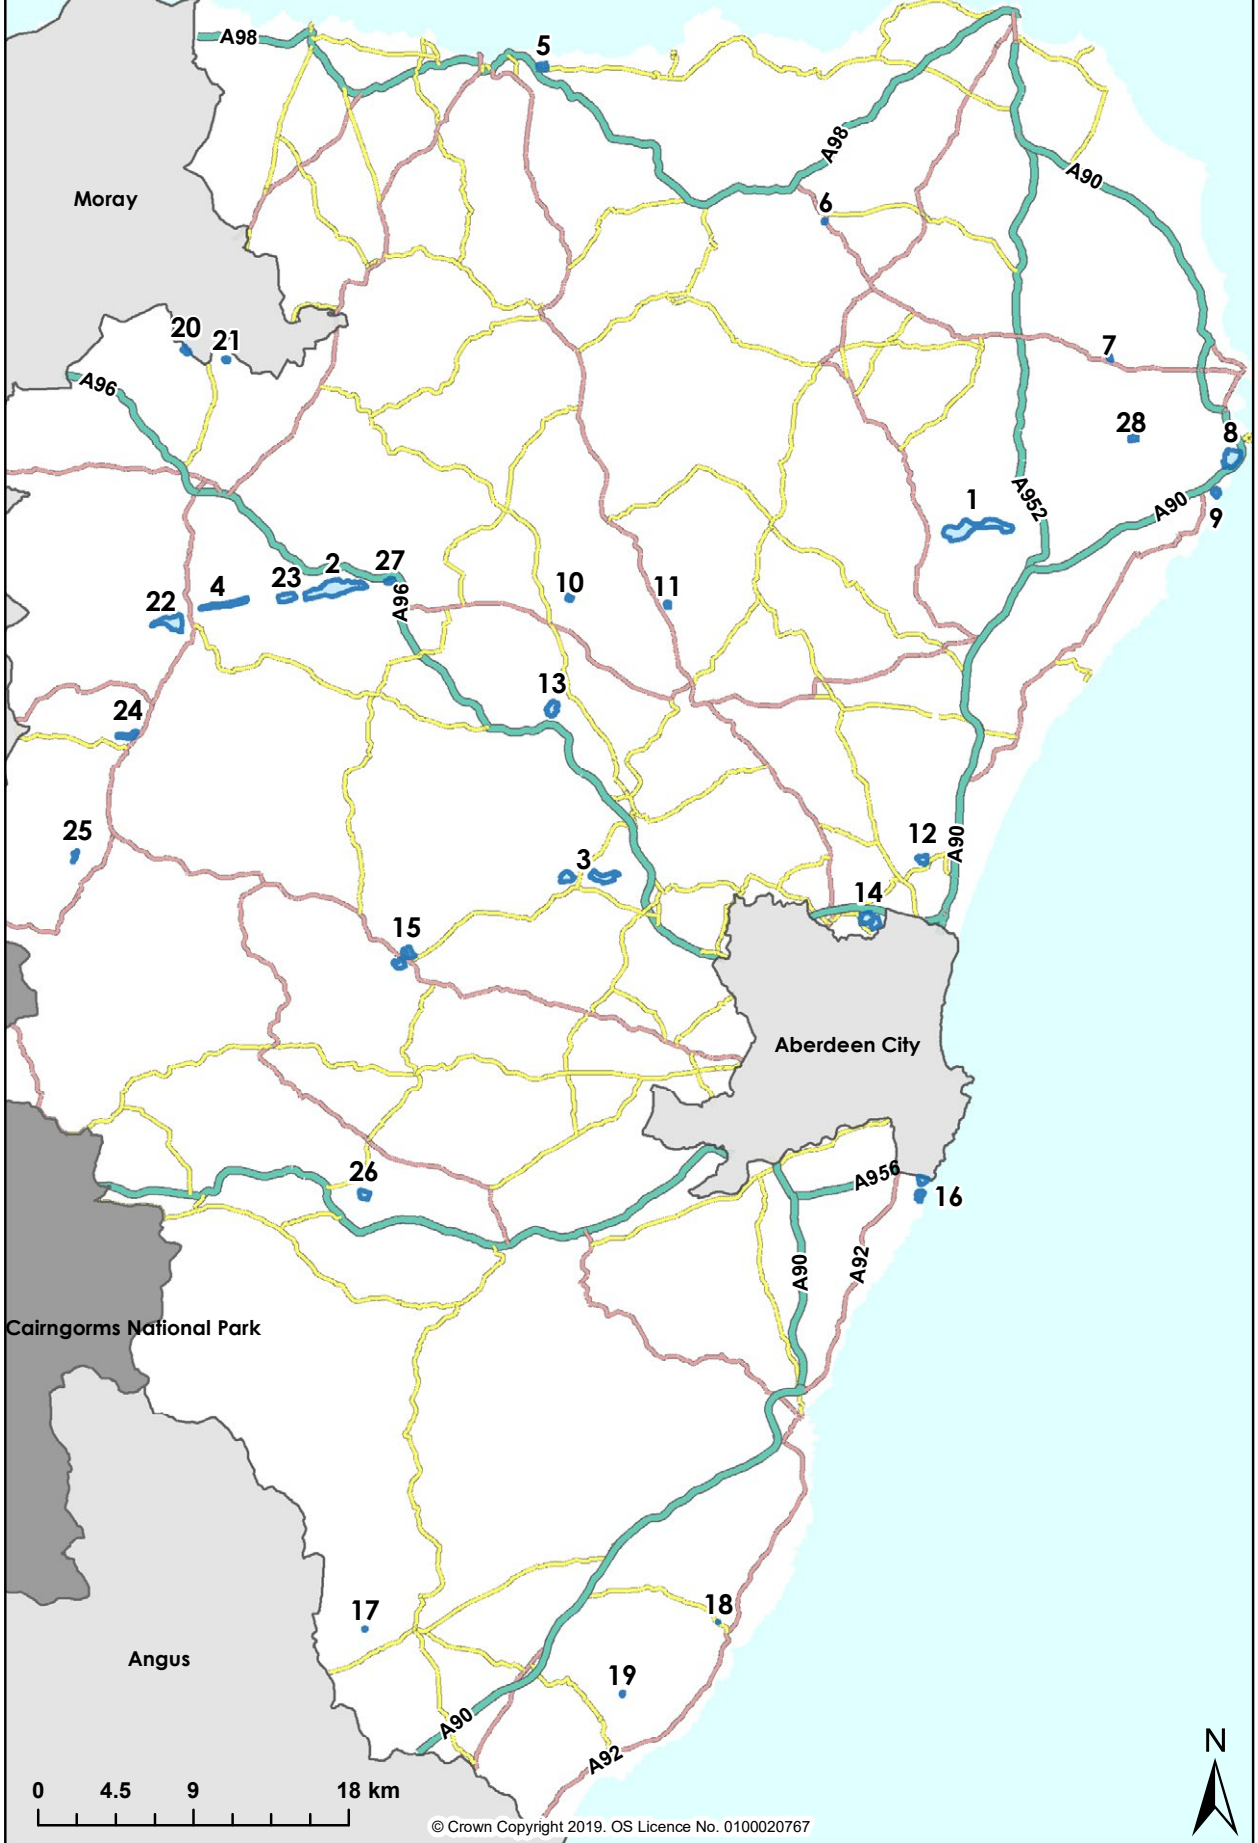 A98
5
A98
A90
Moray
6
20
21
7
A96
28
8
1
A952
A90
9
2
27
23
4
22
A96
10
11
13
24
25
12
A90
3
14
15
Aberdeen City
26
A956
16
A90
A92
Cairngorms National Park
17
18
Angus
19
A90
A92
N
0 4.5 9 18 km
© Crown Copyright 2019. OS Licence No. 0100020767